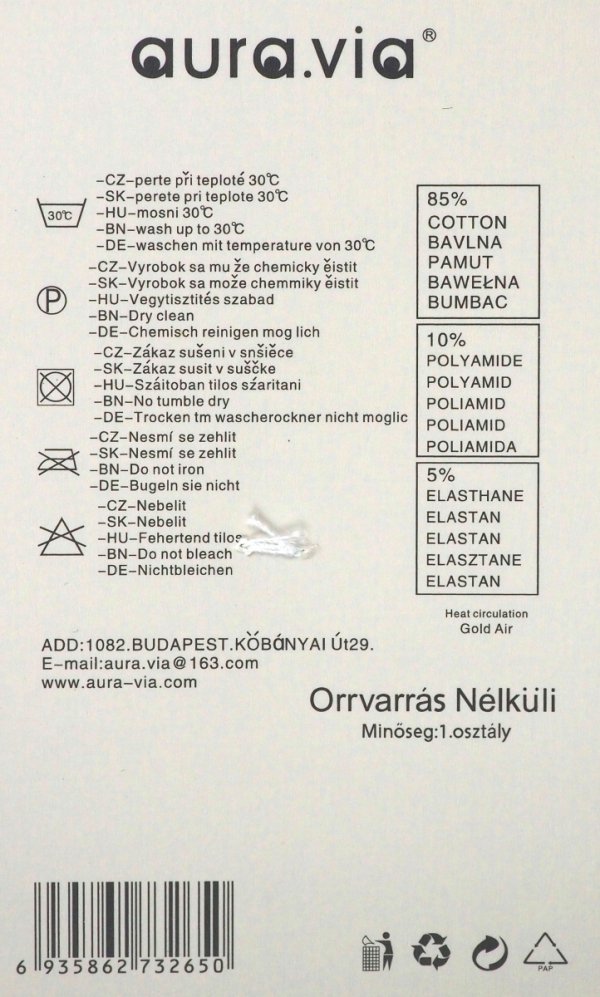 aura.via®
30℃
–CZ–perte při teploté 30℃
–SK–perete pri teplote 30℃
–HU–mosni 30℃
–BN–wash up to 30℃
–DE–waschen mit temperature von 30℃
P
–CZ–Vyrobok sa mu že chemicky ěistit
–SK–Vyrobok sa može chemmiky ěistit
–HU–Vegytisztités szabad
–BN–Dry clean
–DE–Chemisch reinigen mog lich
–CZ–Zákaz sušeni v snšiěce
–SK–Zákaz susit v suščke
–HU–Száitoban tilos szaritani
–BN–No tumble dry
–DE–Trocken tm wascherockner nicht moglic
–CZ–Nesmí se zehlit
–SK–Nesmí se zehlit
–BN–Do not iron
–DE–Bugeln sie nicht
–CZ–Nebelit
–SK–Nebelit
–HU–Fehertend tilos
–BN–Do not bleach
–DE–Nichtbleichen
85%
COTTON
BAVLNA
PAMUT
BAWEŁNA
BUMBAC
10%
POLYAMIDE
POLYAMID
POLIAMID
POLIAMID
POLIAMIDA
5%
ELASTHANE
ELASTAN
ELASTAN
ELASZTANE
ELASTAN
Heat circulation
Gold Air
ADD:1082.BUDAPEST.KŐBÁNYAI Út29.
E–mail:aura.via@163.com
www.aura–via.com
Orrvarrás Nélküli
Minőseg:1.osztály
6 935862 732650
PAP